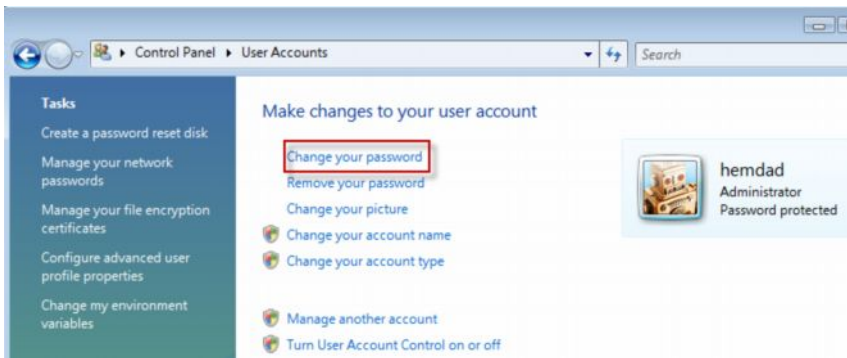 Control Panel User Accounts
Search
Tasks
Create a password reset disk
Manage your network
passwords
Manage your file encryption
certificates
Configure advanced user
profile properties
Change my environment
variables
Make changes to your user account
Change your password
Remove your password
Change your picture
Change your account name
Change your account type
Manage another account
Turn User Account Control on or off
hemdad
Administrator
Password protected